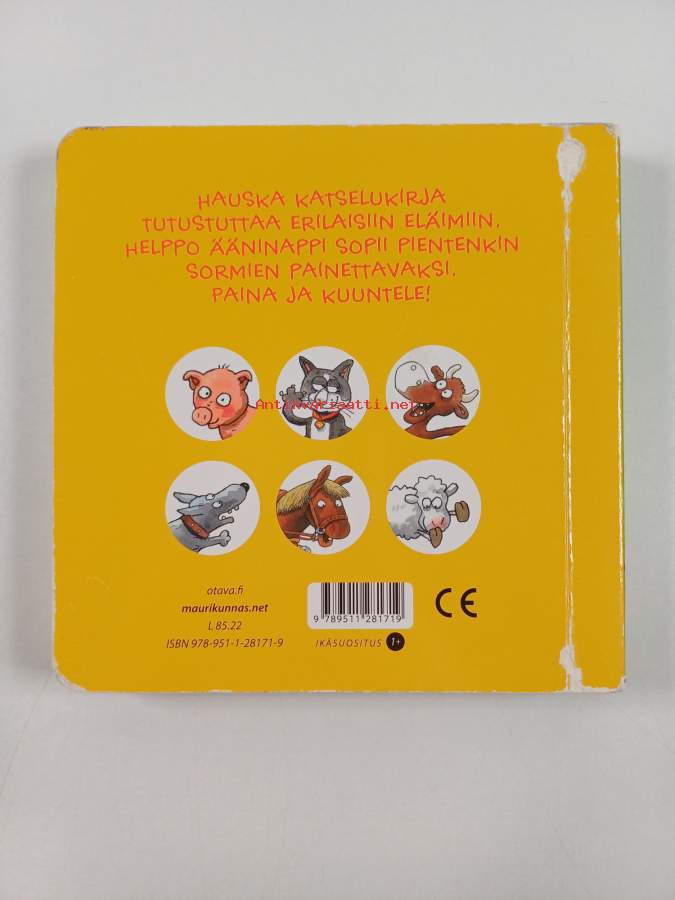 HAUSKA KATSELUKIRJA
TUTUSTUTTAA ERILAISIIN ELÄIMIIN.
HELPPO ÄÄNINAPPI SOPII PIENTENKIN
SORMIEN PAINETTAVAKSI.
PAINA JA KUUNTELE!
Antikvariaatti.net
otava.fi
maurikunnas.net
L 85.22
ISBN 978-951-1-28171-9
9 789511 281719
IKÄSUOSITUS 1+
CE